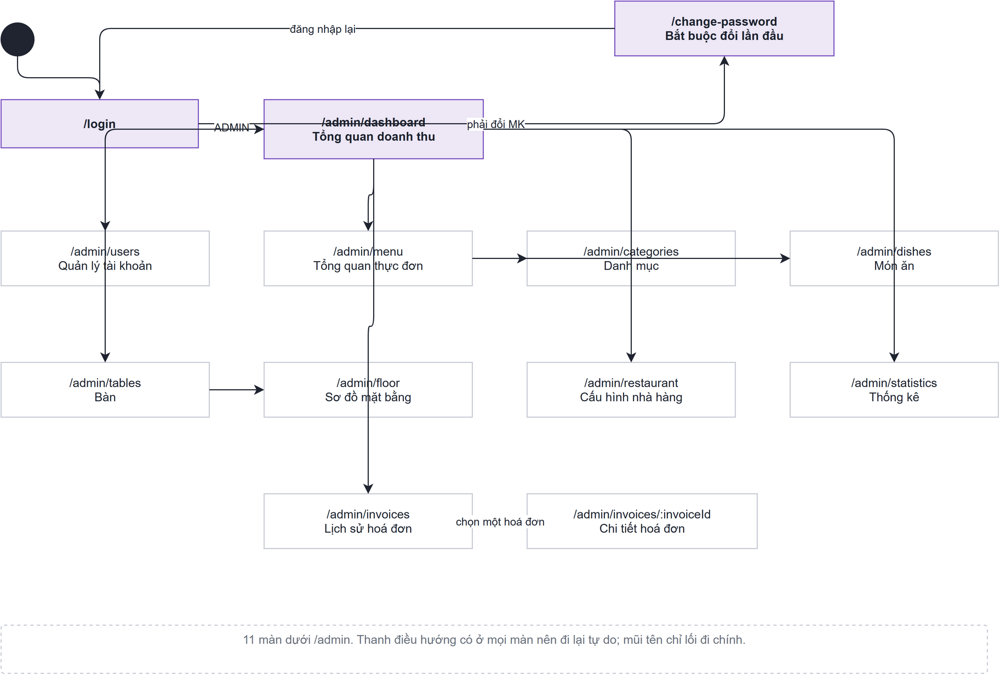 /change-password
Bắt buộc đổi lần đầu
đăng nhập lại
/login
ADMIN
/admin/dashboard
Tổng quan doanh thu
phải đổi MK
/admin/users
Quản lý tài khoản
/admin/menu
Tổng quan thực đơn
/admin/categories
Danh mục
/admin/dishes
Món ăn
/admin/tables
Bàn
/admin/floor
Sơ đồ mặt bằng
/admin/restaurant
Cấu hình nhà hàng
/admin/statistics
Thống kê
/admin/invoices
Lịch sử hoá đơn
chọn một hoá đơn
/admin/invoices/:invoiceId
Chi tiết hoá đơn
11 màn dưới /admin. Thanh điều hướng có ở mọi màn nên đi lại tự do; mũi tên chỉ lối đi chính.